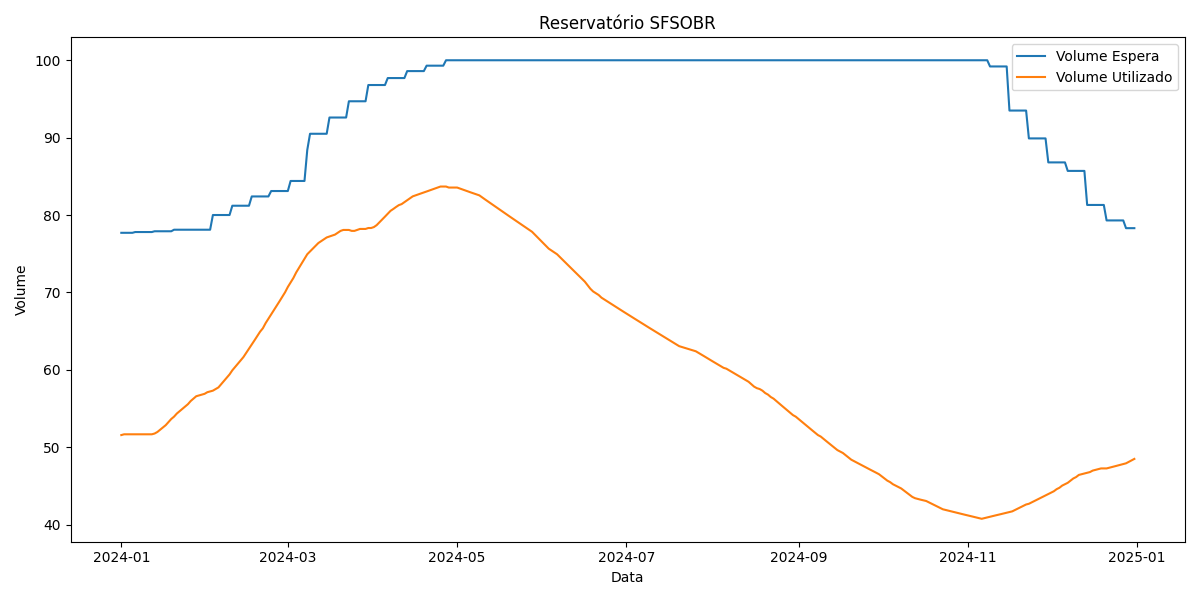 Reservatório SFSOBR
Volume Espera
Volume Utilizado
Volume
100
90
80
70
60
50
40
2024-01
2024-03
2024-05
2024-07
2024-09
2024-11
2025-01
Data